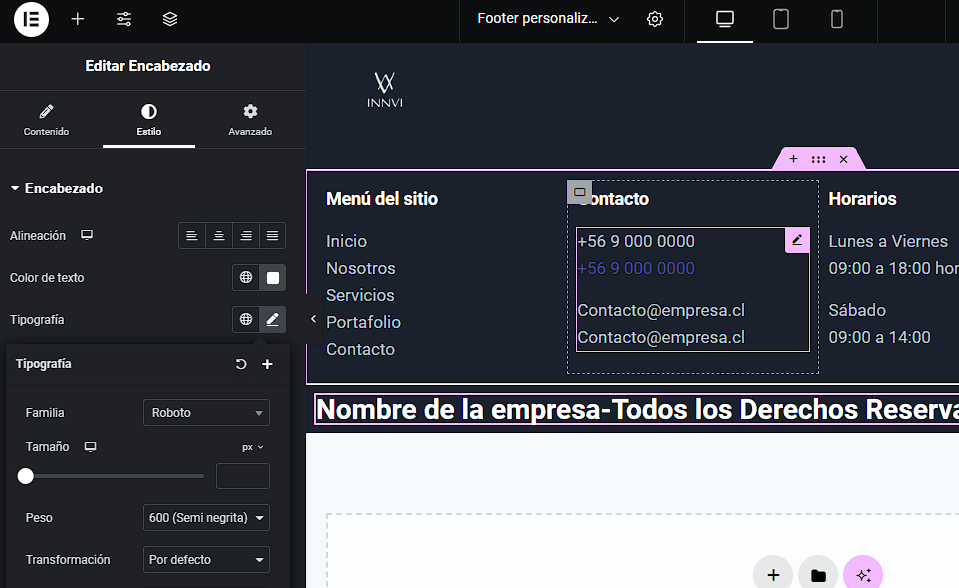 Footer personaliz...
Editar Encabezado
Contenido
Estilo
Avanzado
Encabezado
Alineación
Color de texto
Tipografía
Tipografía
Familia
Roboto
Tamaño
px
Peso
600 (Semi negrita)
Transformación
Por defecto
INNVI
Menú del sitio
Inicio
Nosotros
Servicios
Portafolio
Contacto
ontacto
+56 9 000 0000
+56 9 000 0000
Contacto@empresa.cl
Contacto@empresa.cl
Horarios
Lunes a Viernes
09:00 a 18:00 hor
Sábado
09:00 a 14:00
Nombre de la empresa-Todos los Derechos Reserva